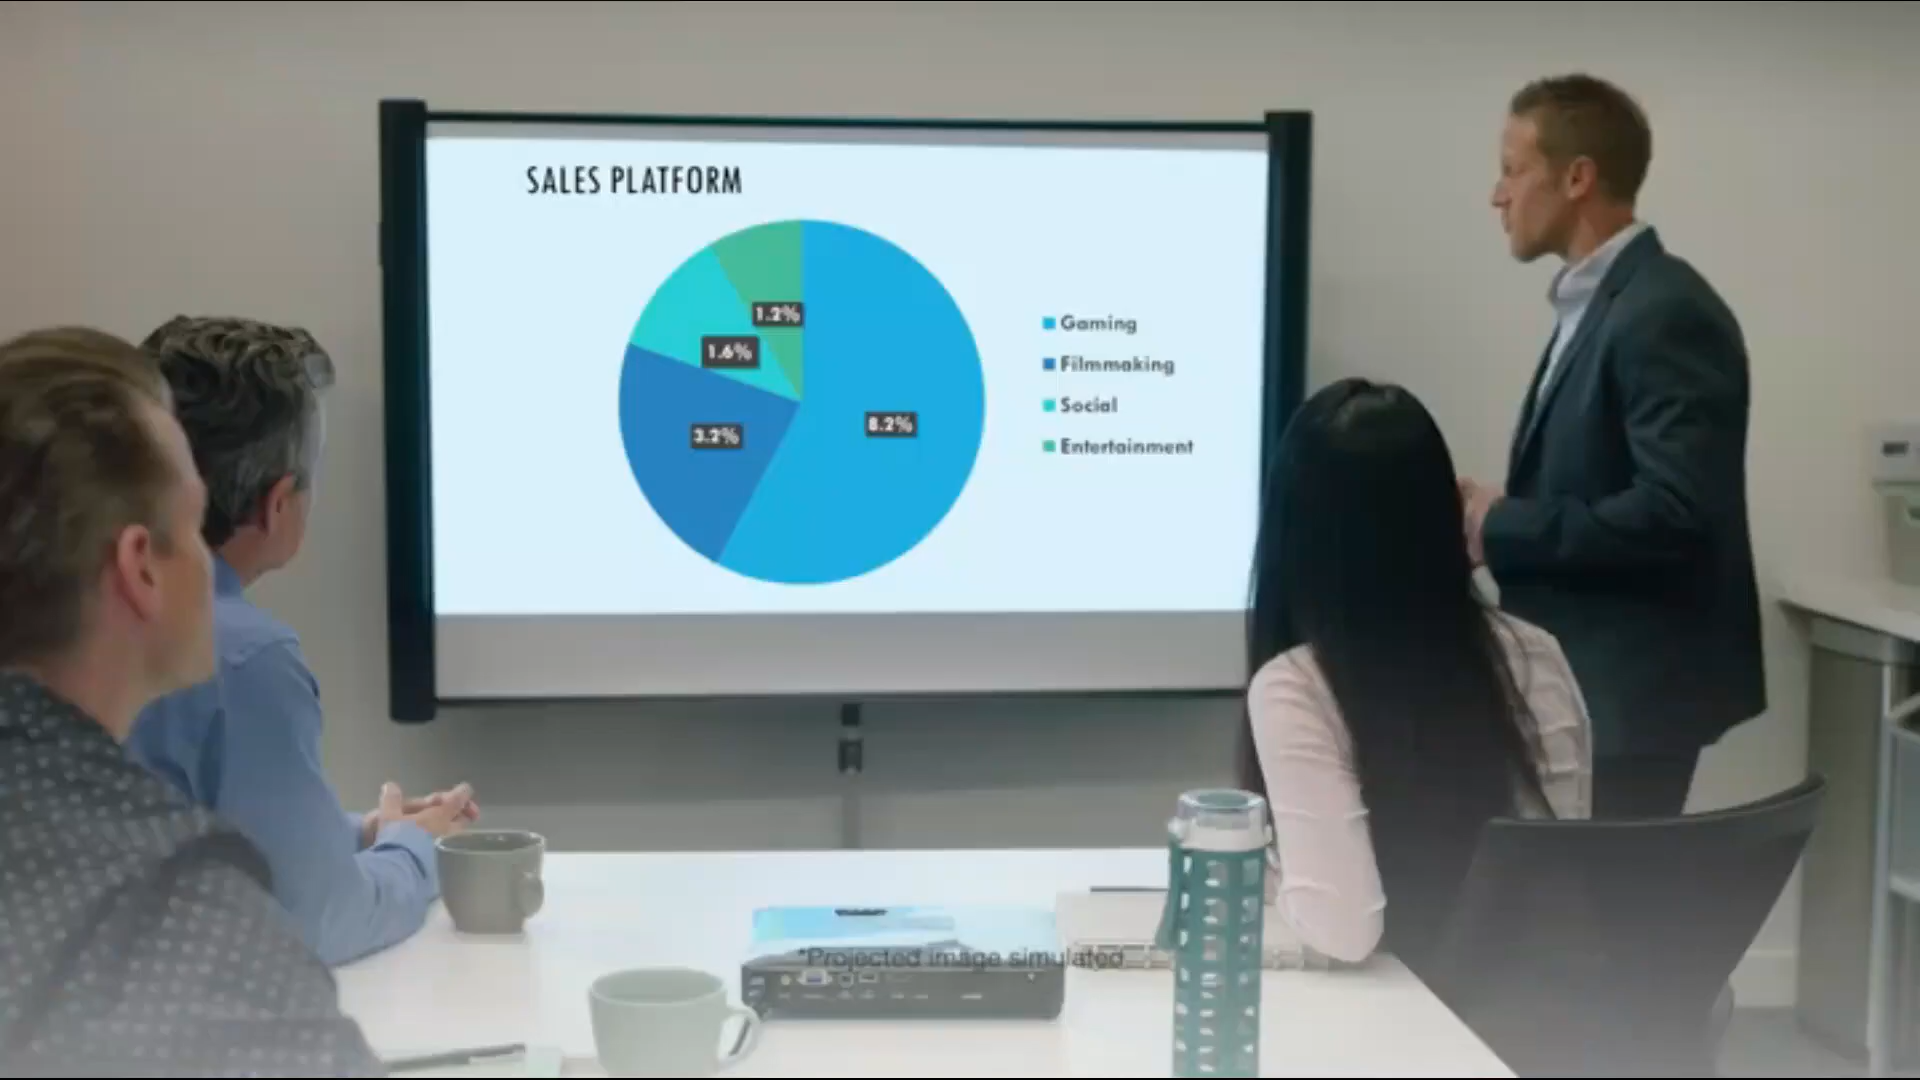 SALES PLATFORM
1.2%
1.6%
3.2%
8.2%
Gaming
Filmmaking
Social
Entertainment
*Projected image simulated